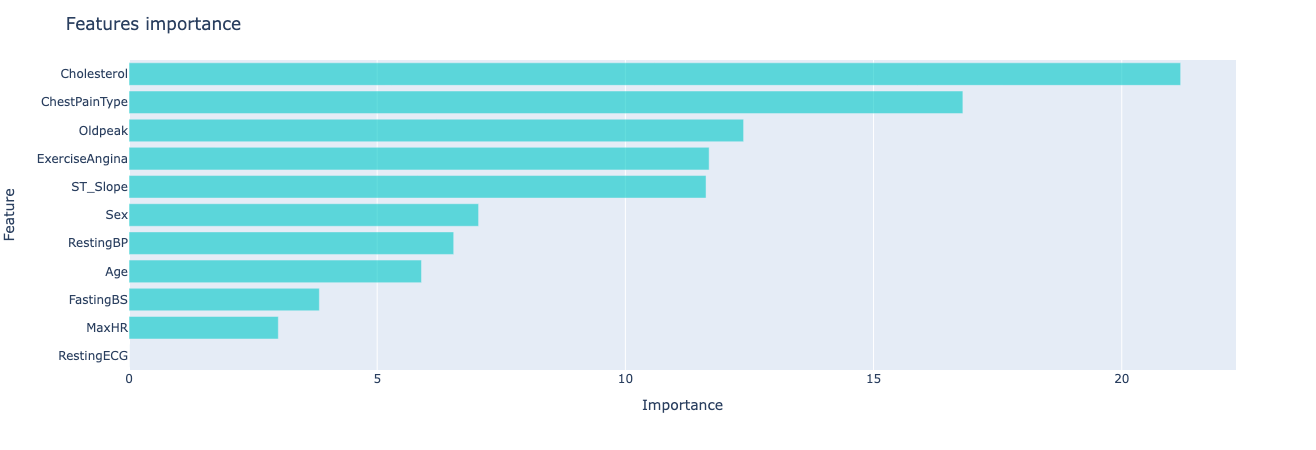 Features importance
Feature
Cholesterol
ChestPainType
Oldpeak
ExerciseAngina
ST_Slope
Sex
RestingBP
Age
FastingBS
MaxHR
RestingECG
0 5 10 15 20
Importance